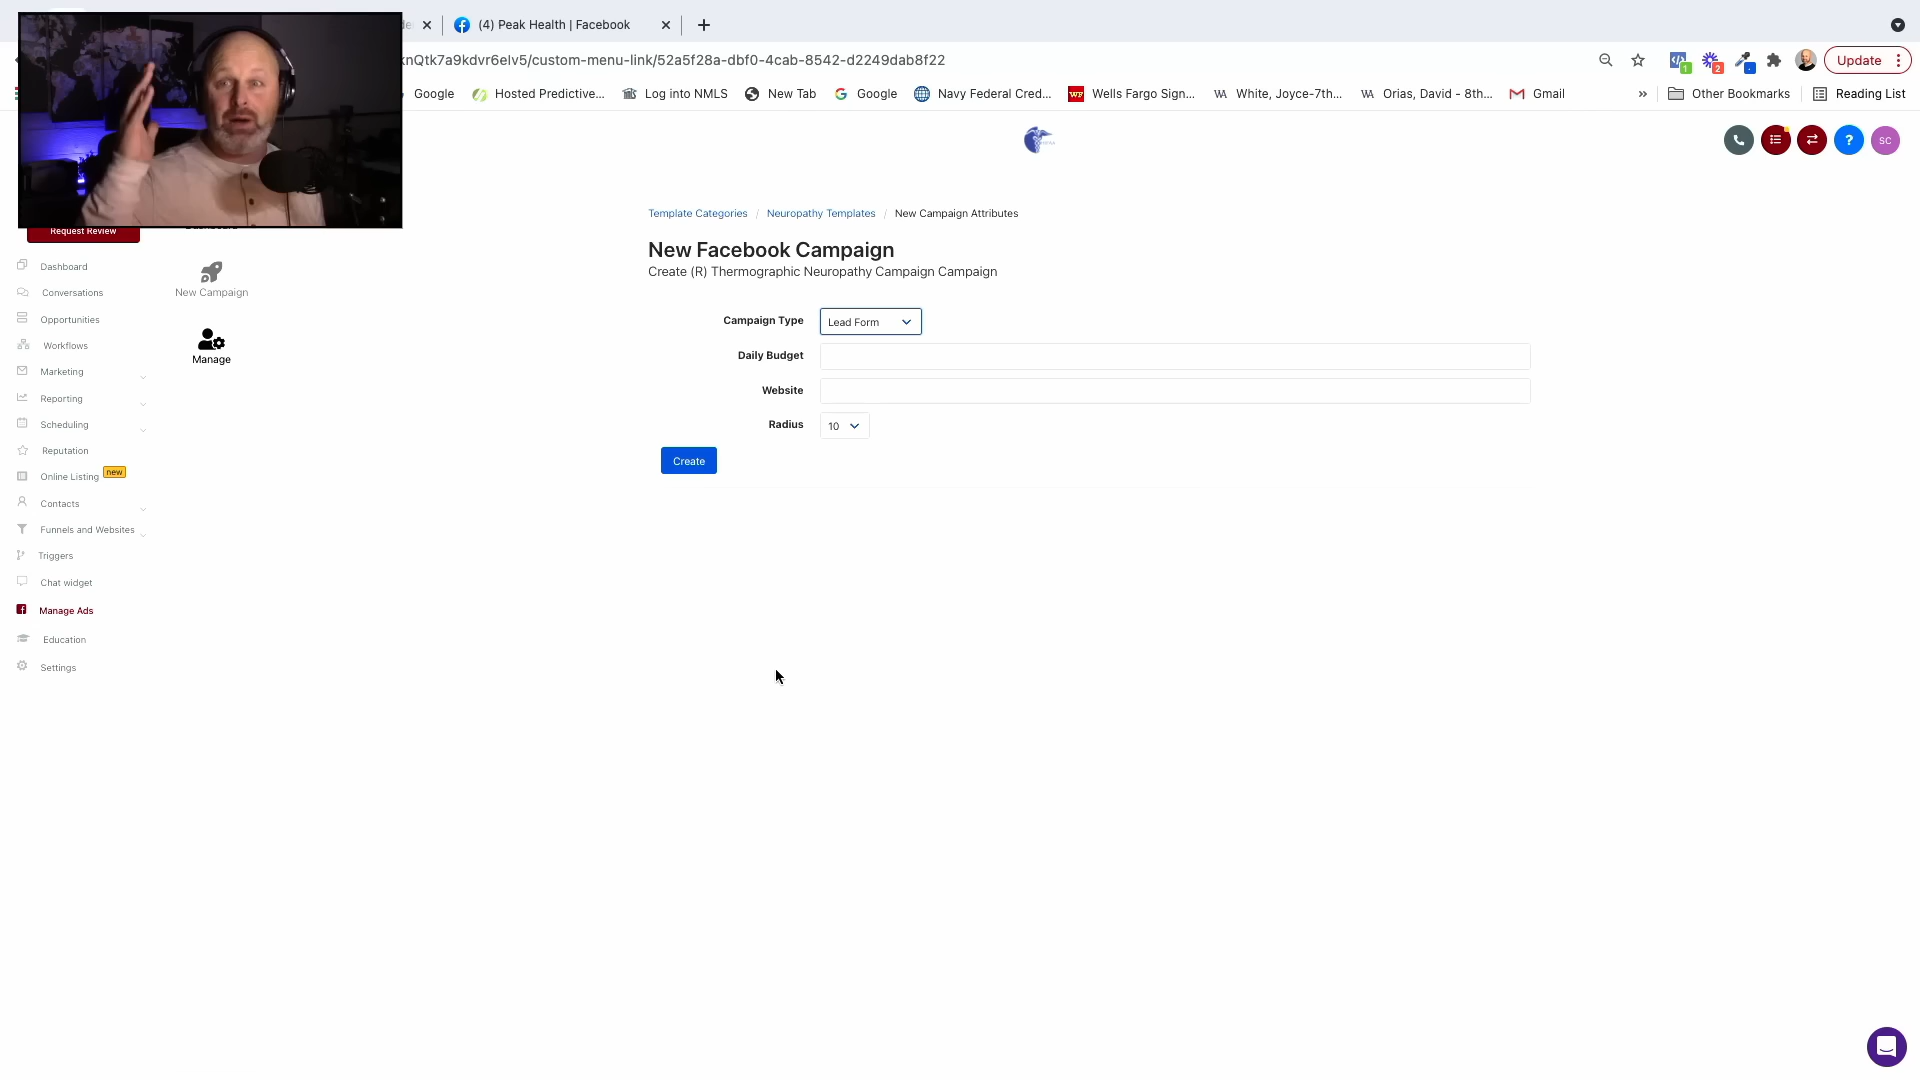 (4) Peak Health | Facebook
knQtk7a9kdvr6elv5/custom-menu-link/52a5f28a-dbf0-4cab-8542-d2249dab8f22
1
2
Update
Google
Hosted Predictive...
Log into NMLS
New Tab
Google
Navy Federal Cred...
WF
Wells Fargo Sign...
White, Joyce-7th...
Orias, David - 8th...
Gmail
»
Other Bookmarks
Reading List
?
SC
Request Review
Dashboard
Conversations
Opportunities
Workflows
Marketing
Reporting
Scheduling
Reputation
Online Listing new
Contacts
Funnels and Websites
Triggers
Chat widget
Manage Ads
Education
Settings
New Campaign
Manage
Template Categories / Neuropathy Templates / New Campaign Attributes
New Facebook Campaign
Create (R) Thermographic Neuropathy Campaign Campaign
Campaign Type Lead Form
Daily Budget
Website
Radius 10
Create